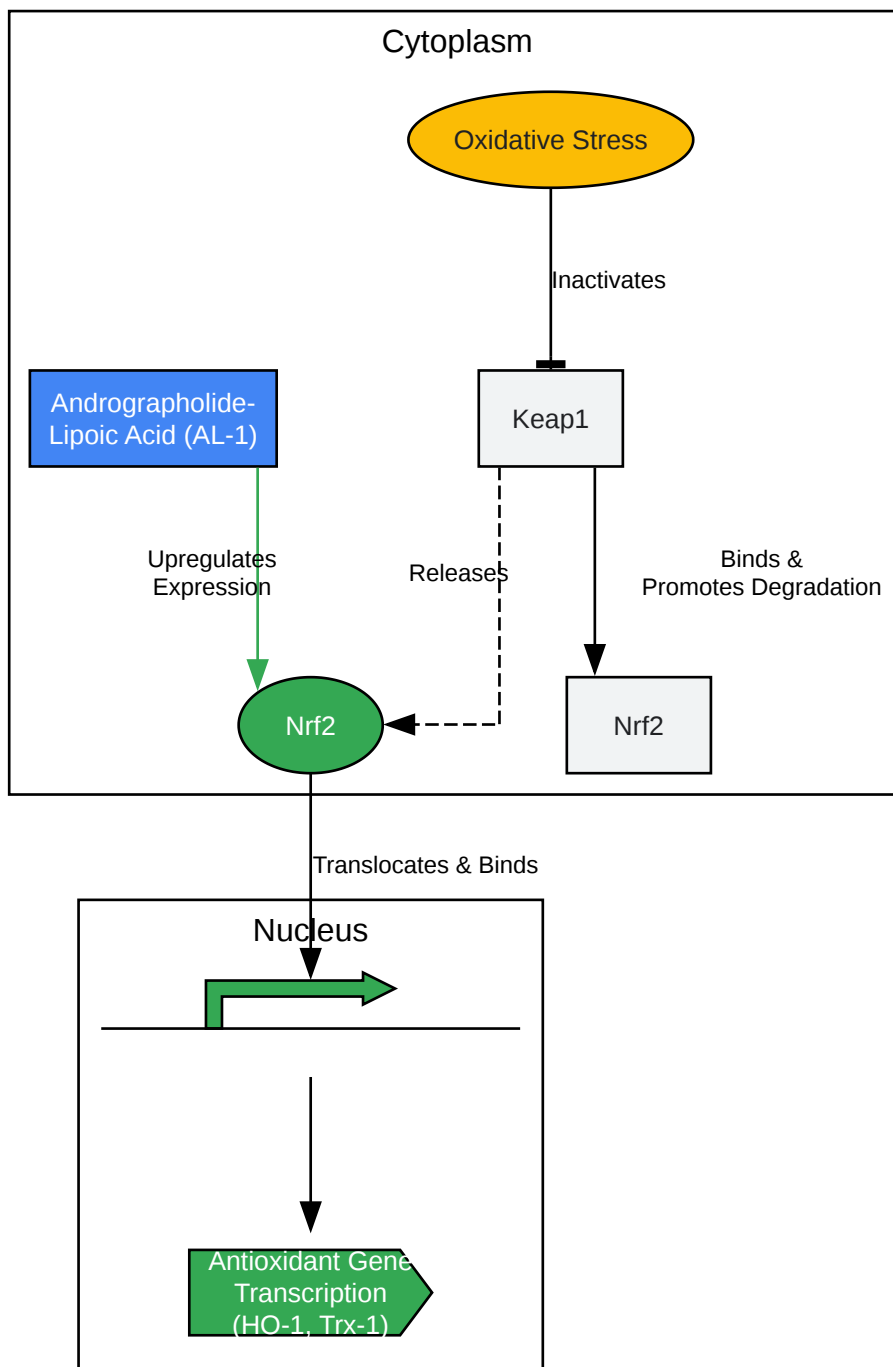 Cytoplasm
Oxidative Stress
Inactivates
Andrographolide-
Lipoic Acid (AL-1)
Keap1
Upregulates
Expression
Releases
Binds &
Promotes Degradation
Nrf2
Nrf2
Translocates & Binds
Nucleus
Antioxidant Gene
Transcription
(HO-1, Trx-1)